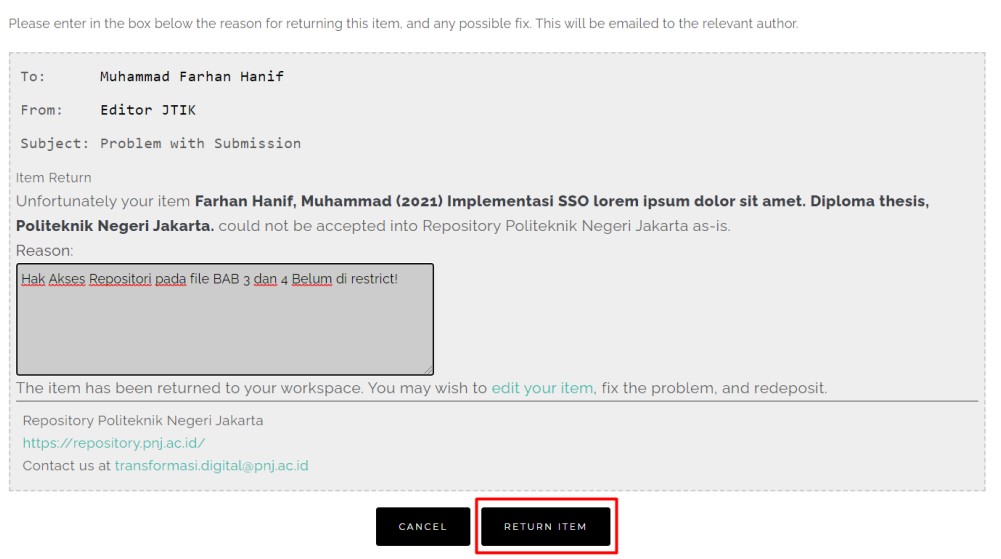 Please enter in the box below the reason for returning this item, and any possible fix. This will be emailed to the relevant author.
To: Muhammad Farhan Hanif
From: Editor JTIK
Subject: Problem with Submission
Item Return
Unfortunately your item Farhan Hanif, Muhammad (2021) Implementasi SSO lorem ipsum dolor sit amet. Diploma thesis,
Politeknik Negeri Jakarta. could not be accepted into Repository Politeknik Negeri Jakarta as-is.
Reason:
Hak Akses Repositori pada file BAB 3 dan 4 Belum di restrict!
The item has been returned to your workspace. You may wish to edit your item, fix the problem, and redeposit.
Repository Politeknik Negeri Jakarta
https://repository.pnj.ac.id/
Contact us at transformasi.digital@pnj.ac.id
CANCEL RETURN ITEM